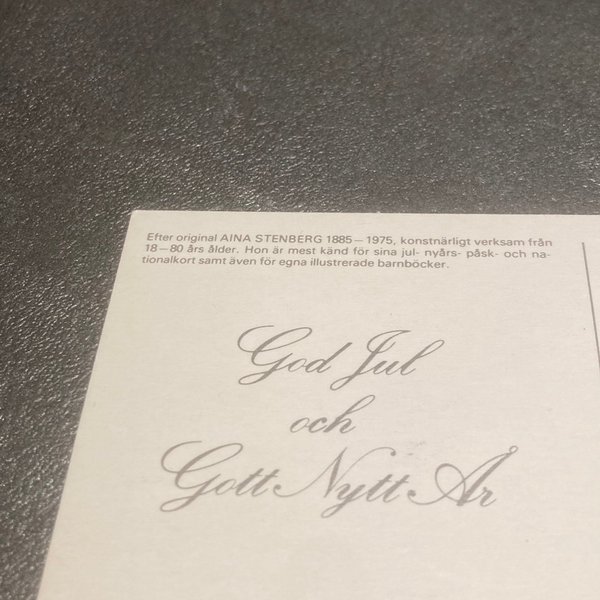 Efter original AINA STENBERG 1885–1975, konstnärligt verksam från
18–80 års ålder. Hon är mest känd för sina jul- nyårs- påsk- och na-
tionalkort samt även för egna illustrerade barnböcker.
God Jul
och
Gott Nytt År